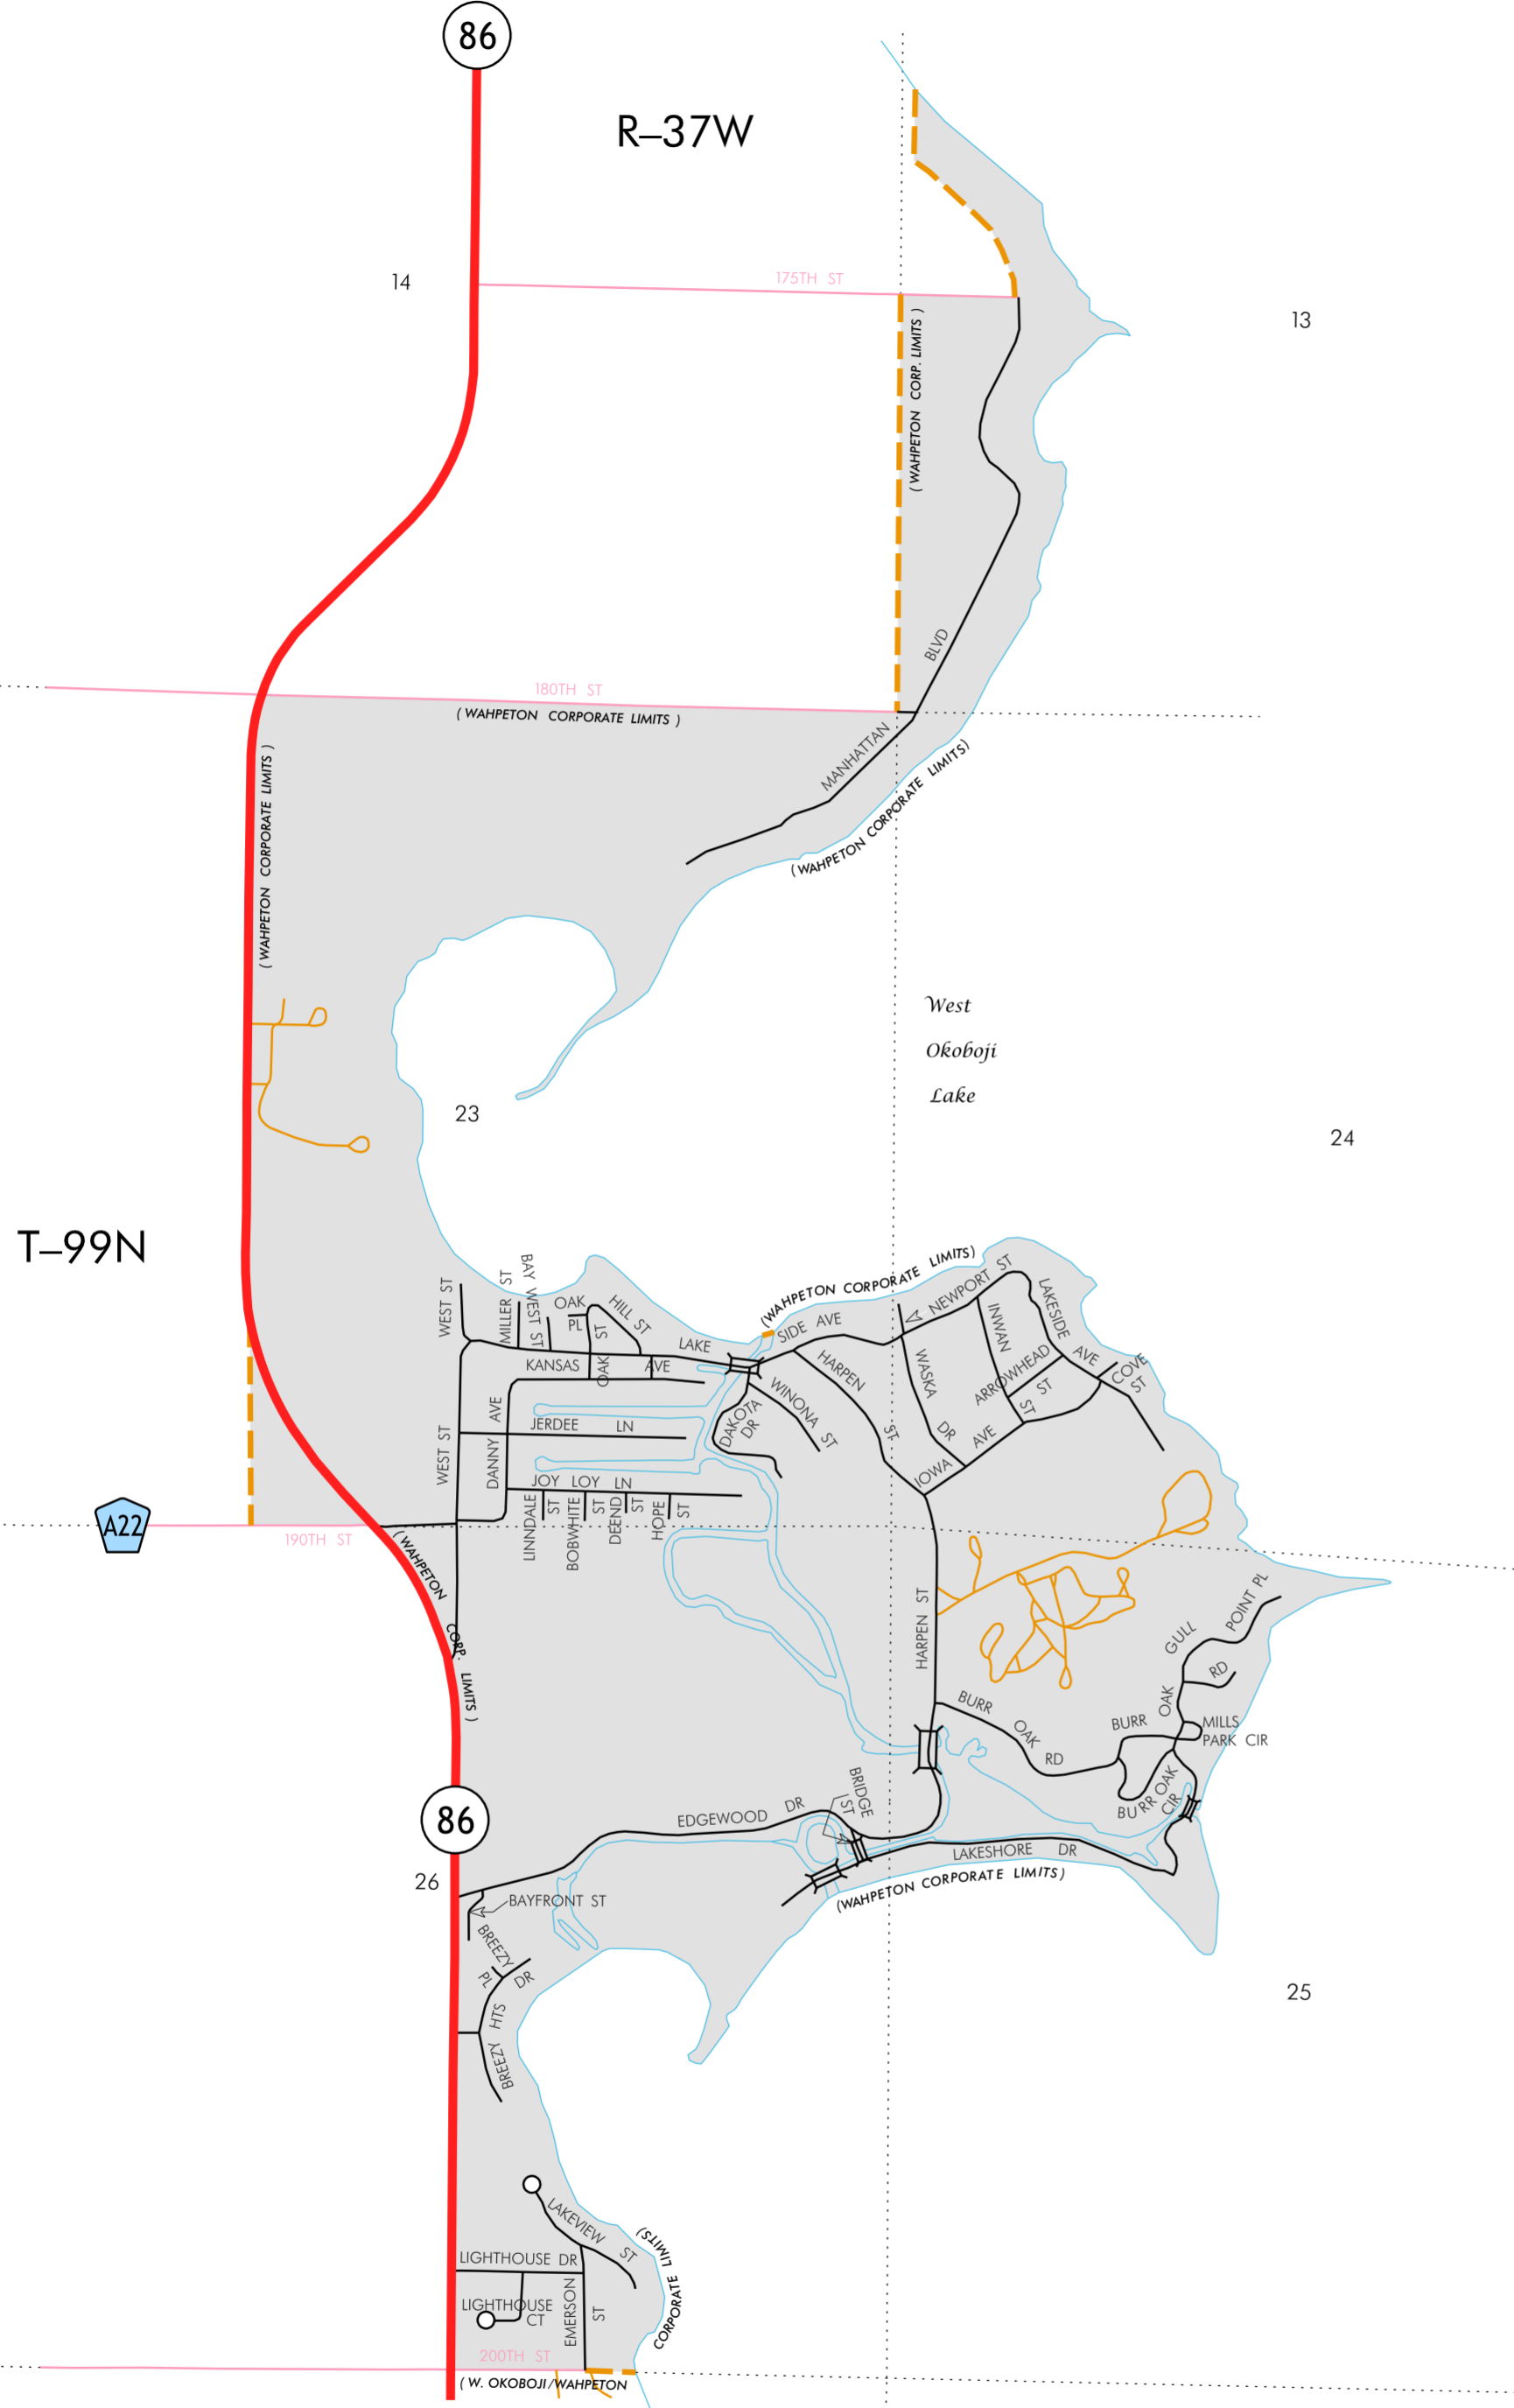 86
R–37W
14
175TH ST
13
( WAHPETON CORP. LIMITS )
BLVD
180TH ST
( WAHPETON CORPORATE LIMITS )
MANHATTAN
( WAHPETON CORPORATE LIMITS )
(WAHPETON CORPORATE LIMITS)
West
Okoboji
Lake
23
24
T–99N
(WAHPETON CORPORATE LIMITS)
WEST ST
MILLER ST
BAY WEST ST
OAK
PL
HILL ST
OAK ST
LAKE
SIDE AVE
NEWPORT ST
LAKESIDE AVE
INWAN ST
KANSAS AVE
HARPEN ST
WASKA DR
ARROWHEAD ST
COVE ST
WINONA ST
DAKOTA DR
DANNY AVE
JERDEE LN
WEST ST
IOWA AVE
JOY LOY LN
LINNDALE ST
BOBWHITE ST
DEEND ST
HOPE ST
A22
190TH ST
( WAHPETON CORP. LIMITS )
HARPEN ST
GULL POINT PL
RD
BURR OAK RD
BURR OAK
MILLS
PARK CIR
BURR OAK CIR
BRIDGE ST
86
EDGEWOOD DR
LAKESHORE DR
(WAHPETON CORPORATE LIMITS)
26
BAYFRONT ST
BREEZY PL
DR
BREEZY HTS
25
LAKEVIEW ST
LIGHTHOUSE DR
LIGHTHOUSE
CT
EMERSON ST
CORPORATE LIMITS)
200TH ST
( W. OKOBOJI/WAHPETON